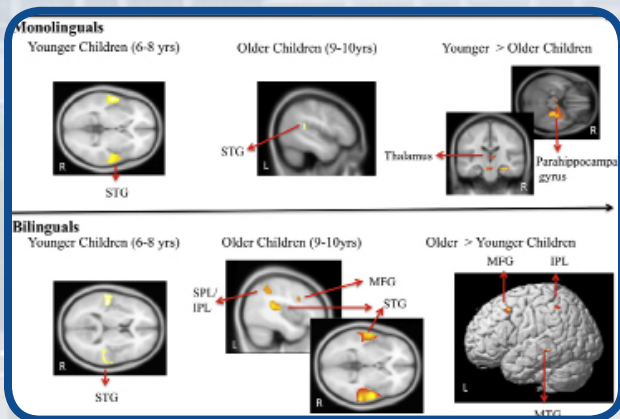 Monolinguals
Younger Children (6-8 yrs)
Older Children (9-10yrs)
Younger > Older Children
R
STG
STG
L
Thalamus
R
R
Parahippocampa
gyrus
Bilinguals
Younger Children (6-8 yrs)
Older Children (9-10yrs)
Older > Younger Children
R
STG
SPL/
IPL
MFG
STG
L
R
MFG
IPL
L
MTG